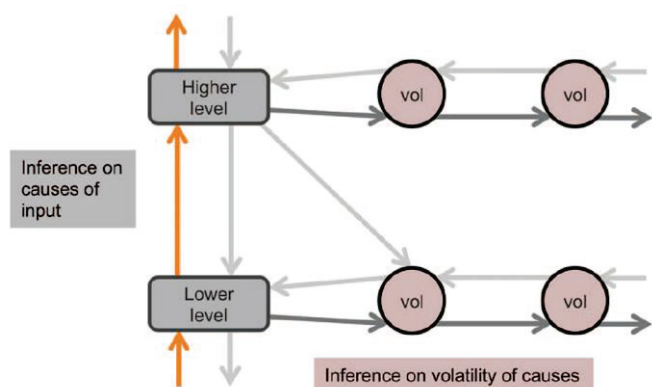 Higher
level
vol
vol
Inference on
causes of
input
Lower
level
vol
vol
Inference on volatility of causes